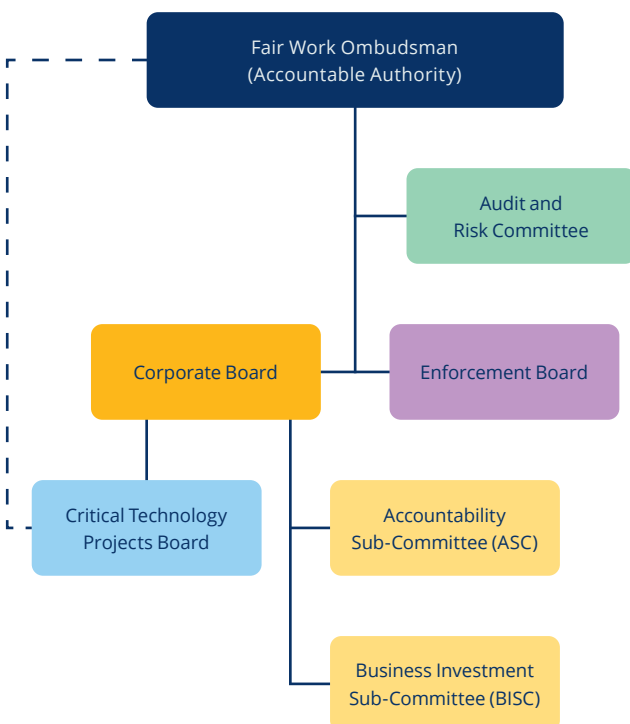 Fair Work Ombudsman
(Accountable Authority)
Audit and
Risk Committee
Corporate Board
Enforcement Board
Critical Technology
Projects Board
Accountability
Sub-Committee (ASC)
Business Investment
Sub-Committee (BISC)